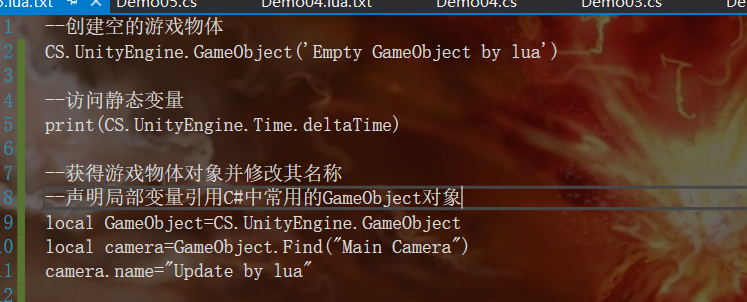 5.lua.txt Demo05.cs Demo04.lua.txt Demo04.cs Demo03.cs
1 --创建空的游戏物体
2 CS.UnityEngine.GameObject('Empty GameObject by lua')
3
4 --访问静态变量
5 print(CS.UnityEngine.Time.deltaTime)
6
7 --获得游戏物体对象并修改其名称
8 --声明局部变量引用C#中常用的GameObject对象
9 local GameObject=CS.UnityEngine.GameObject
10 local camera=GameObject.Find("Main Camera")
11 camera.name="Update by lua"
12